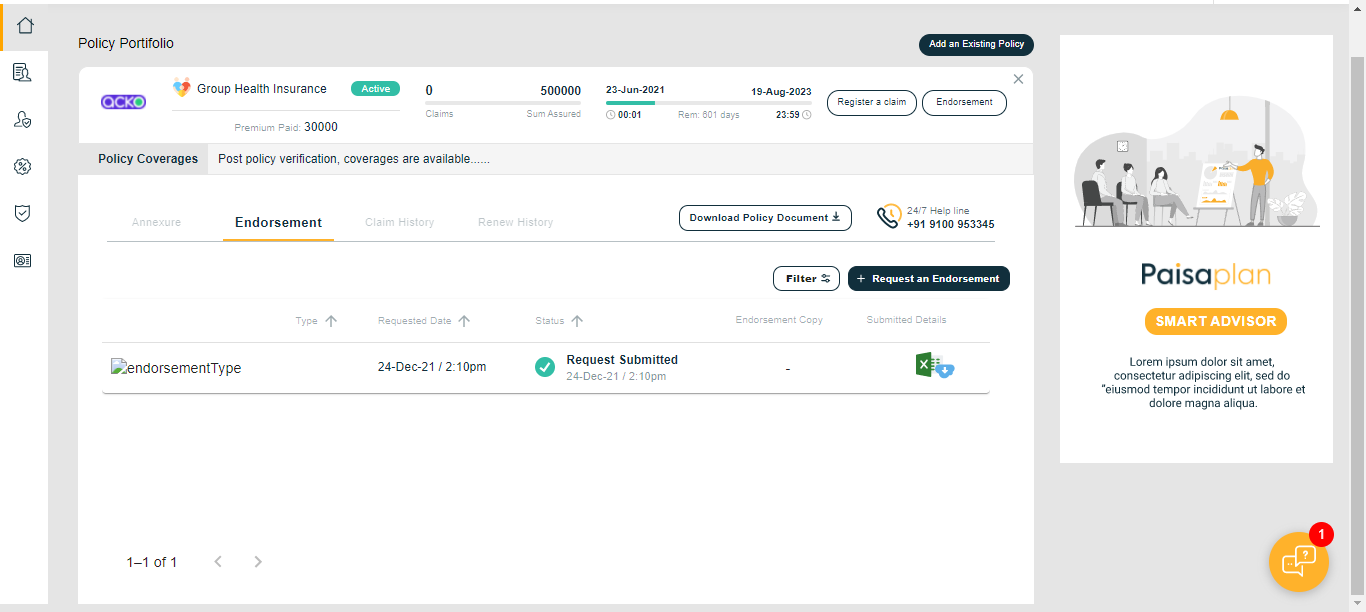 Policy Portifolio
Add an Existing Policy
acko
Group Health Insurance
Active
Premium Paid: 30000
0
500000
Claims
Sum Assured
23-Jun-2021
19-Aug-2023
00:01
Rem: 601 days
23:59
Register a claim
Endorsement
Policy Coverages
Post policy verification, coverages are available......
Annexure
Endorsement
Claim History
Renew History
Download Policy Document
24/7 Help line
+91 9100 953345
Filter
+ Request an Endorsement
Type
Requested Date
Status
Endorsement Copy
Submitted Details
endorsementType
24-Dec-21 / 2:10pm
Request Submitted
24-Dec-21 / 2:10pm
-
X
1–1 of 1
Paisaplan
SMART ADVISOR
Lorem ipsum dolor sit amet,
consectetur adipiscing elit, sed do
“eiusmod tempor incididunt ut labore et
dolore magna aliqua.
1